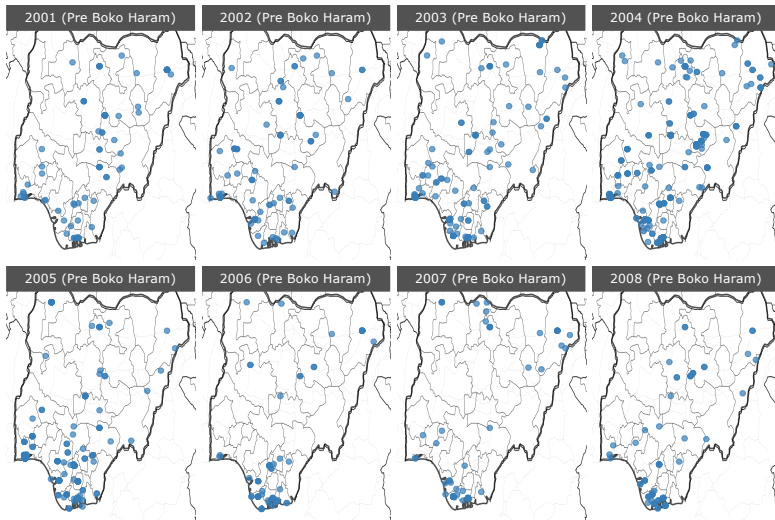 2001 (Pre Boko Haram)
2002 (Pre Boko Haram)
2003 (Pre Boko Haram)
2004 (Pre Boko Haram)
2005 (Pre Boko Haram)
2006 (Pre Boko Haram)
2007 (Pre Boko Haram)
2008 (Pre Boko Haram)